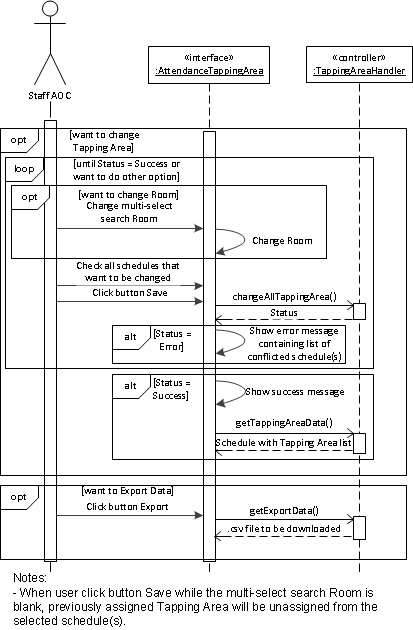 «interface»
:AttendanceTappingArea
«controller»
:TappingAreaHandler
Staff AOC
opt
[want to change
Tapping Area]
loop
[until Status = Success or
want to do other option]
opt
[want to change Room]
Change multi-select
search Room
Change Room
Check all schedules that
want to be changed
Click button Save
changeAllTappingArea()
Status
alt
[Status =
Error]
Show error message
containing list of
conflicted schedule(s)
alt
[Status =
Success]
Show success message
getTappingAreaData()
Schedule with Tapping Area list
opt
[want to Export Data]
Click button Export
getExportData()
.csv file to be downloaded
Notes:
- When user click button Save while the multi-select search Room is
blank, previously assigned Tapping Area will be unassigned from the
selected schedule(s).